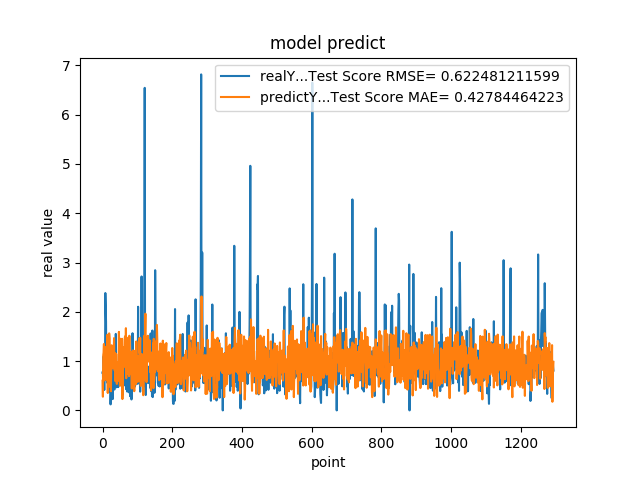 model predict
realY...Test Score RMSE= 0.622481211599
predictY...Test Score MAE= 0.42784464223
7
6
5
4
3
2
1
0
real value
0 200 400 600 800 1000 1200
point